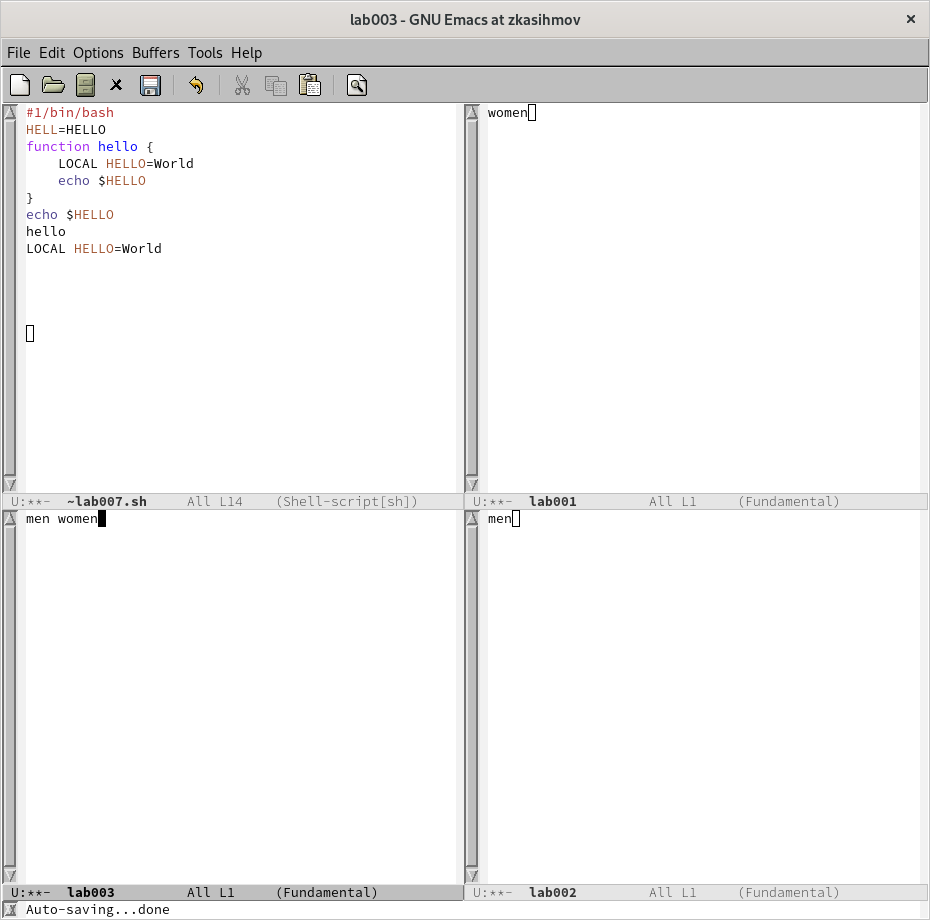 lab003 - GNU Emacs at zkasihmov
File Edit Options Buffers Tools Help
#1/bin/bash
HELL=HELLO
function hello {
    LOCAL HELLO=World
    echo $HELLO
}
echo $HELLO
hello
LOCAL HELLO=World
U:**-  ~lab007.sh     All L14    (Shell-script[sh])
women
U:**-  lab001         All L1     (Fundamental)
men women
U:**-  lab003         All L1     (Fundamental)
men
U:**-  lab002         All L1     (Fundamental)
Auto-saving...done